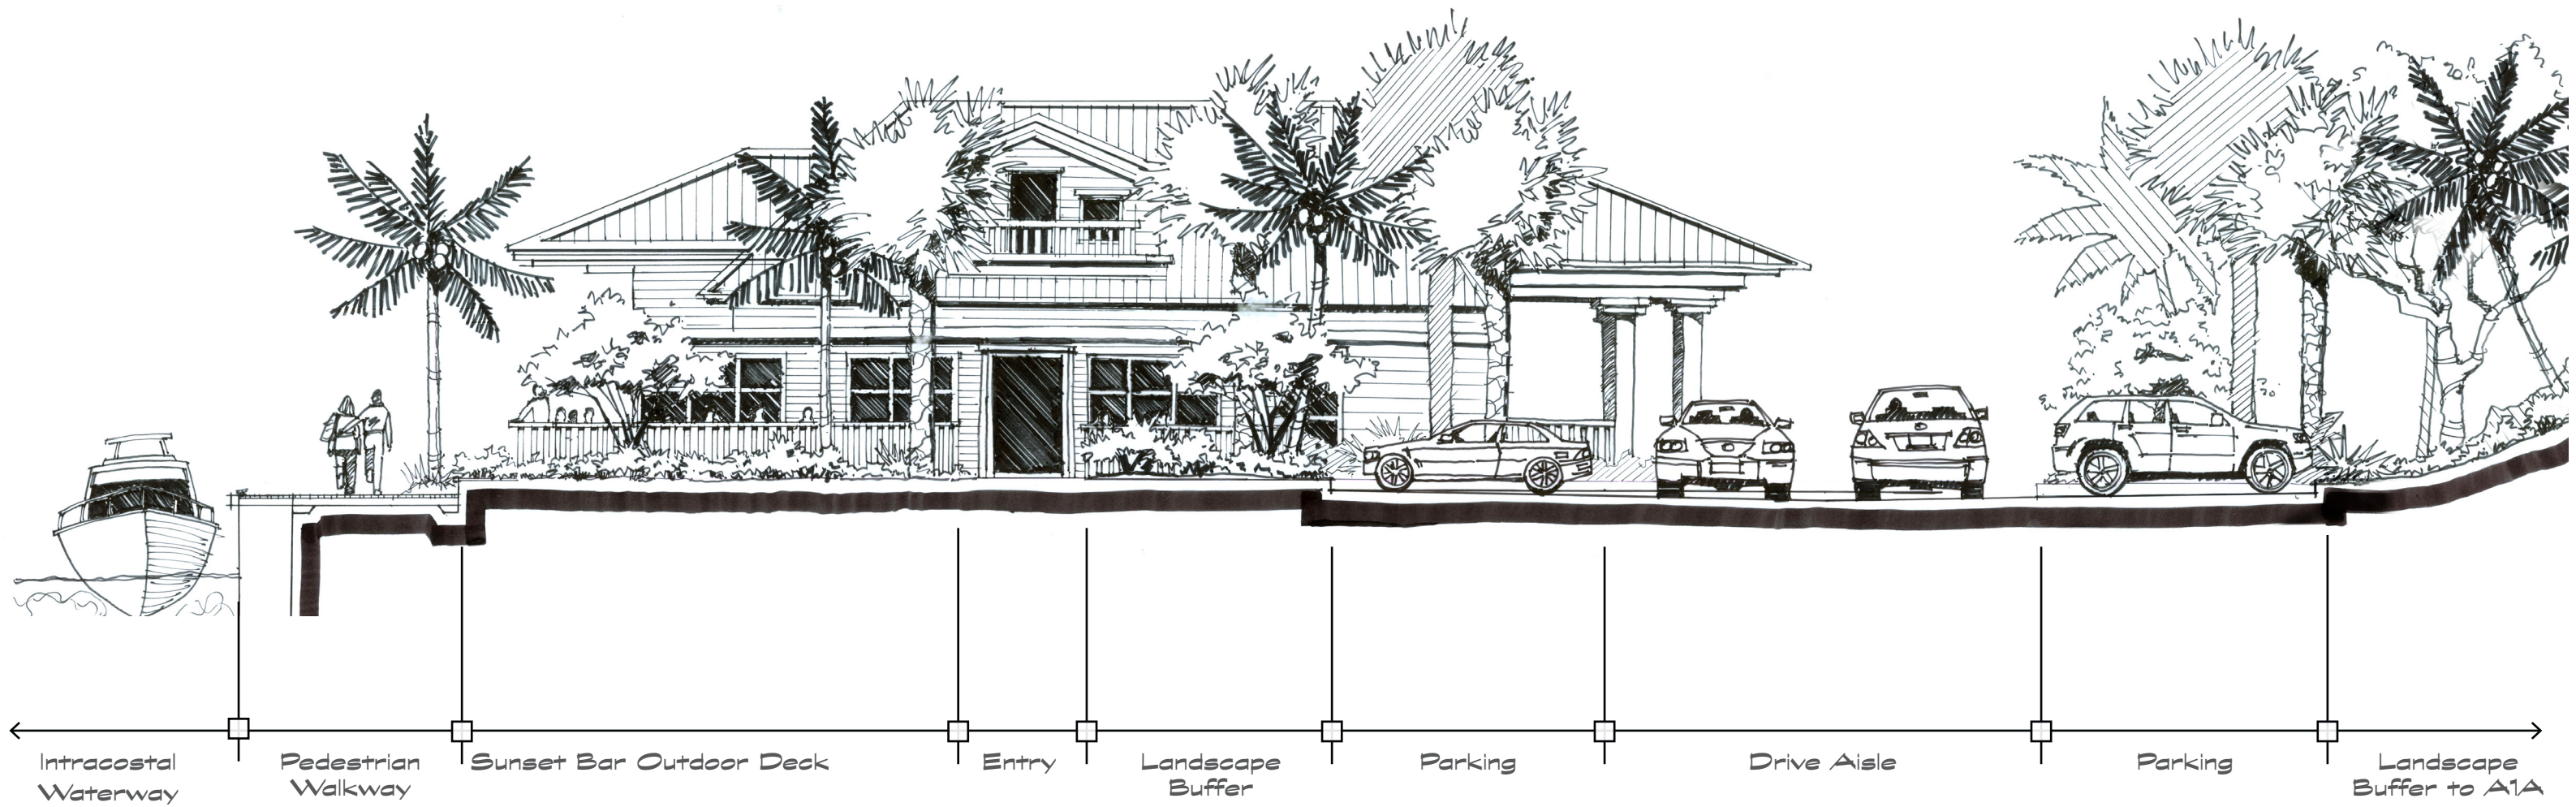 Intracostal
Waterway
Pedestrian
Walkway
Sunset Bar Outdoor Deck
Entry
Landscape
Buffer
Parking
Drive Aisle
Parking
Landscape
Buffer to A1A